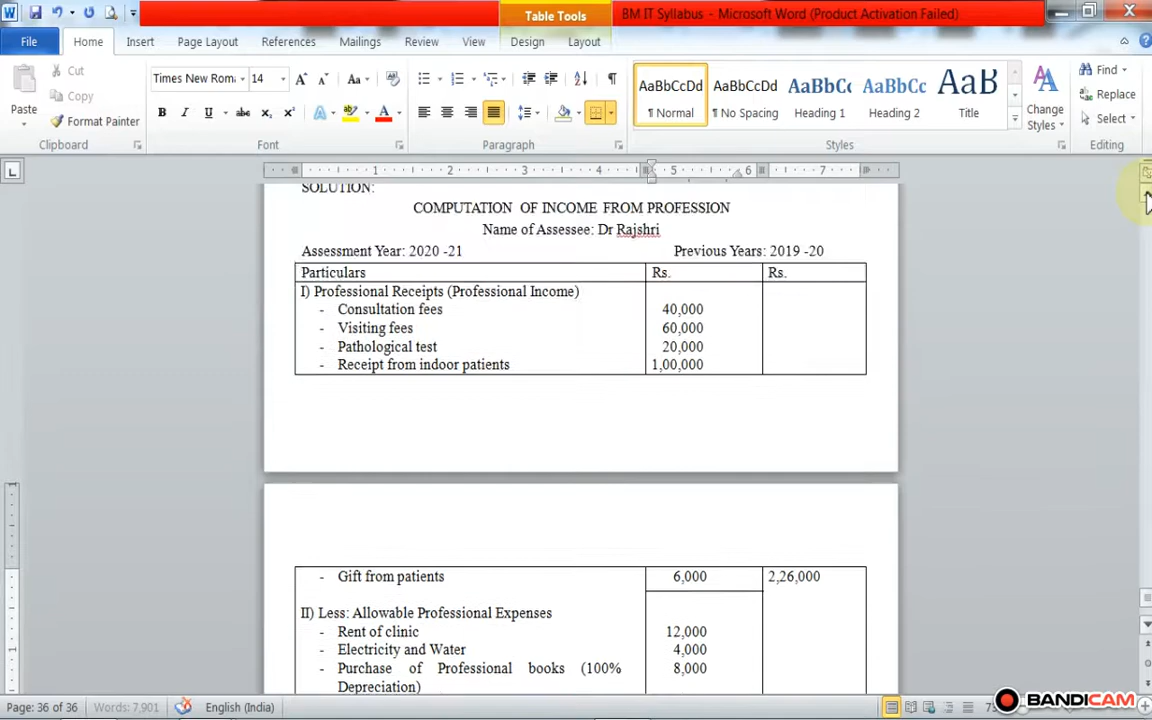 Table Tools
BM IT Syllabus - Microsoft Word (Product Activation Failed)
File Home Insert Page Layout References Mailings Review View Design Layout
Paste
Cut
Copy
Format Painter
Clipboard
Times New Rom 14
Font
Paragraph
AaBbCcDd AaBbCcDd AaBbCc AaBbCc AaB
¶ Normal ¶ No Spacing Heading 1 Heading 2 Title
Change
Styles
Styles
Find
Replace
Select
Editing
1 2 3 4 5 6 7
SOLUTION:
COMPUTATION OF INCOME FROM PROFESSION
Name of Assessee: Dr Rajshri
Assessment Year: 2020 -21 Previous Years: 2019 -20
Particulars Rs. Rs.
I) Professional Receipts (Professional Income)
- Consultation fees 40,000
- Visiting fees 60,000
- Pathological test 20,000
- Receipt from indoor patients 1,00,000
- Gift from patients 6,000 2,26,000
II) Less: Allowable Professional Expenses
- Rent of clinic 12,000
- Electricity and Water 4,000
- Purchase of Professional books (100% 8,000
Depreciation)
Page: 36 of 36 Words: 7,901 English (India)
BANDICAM